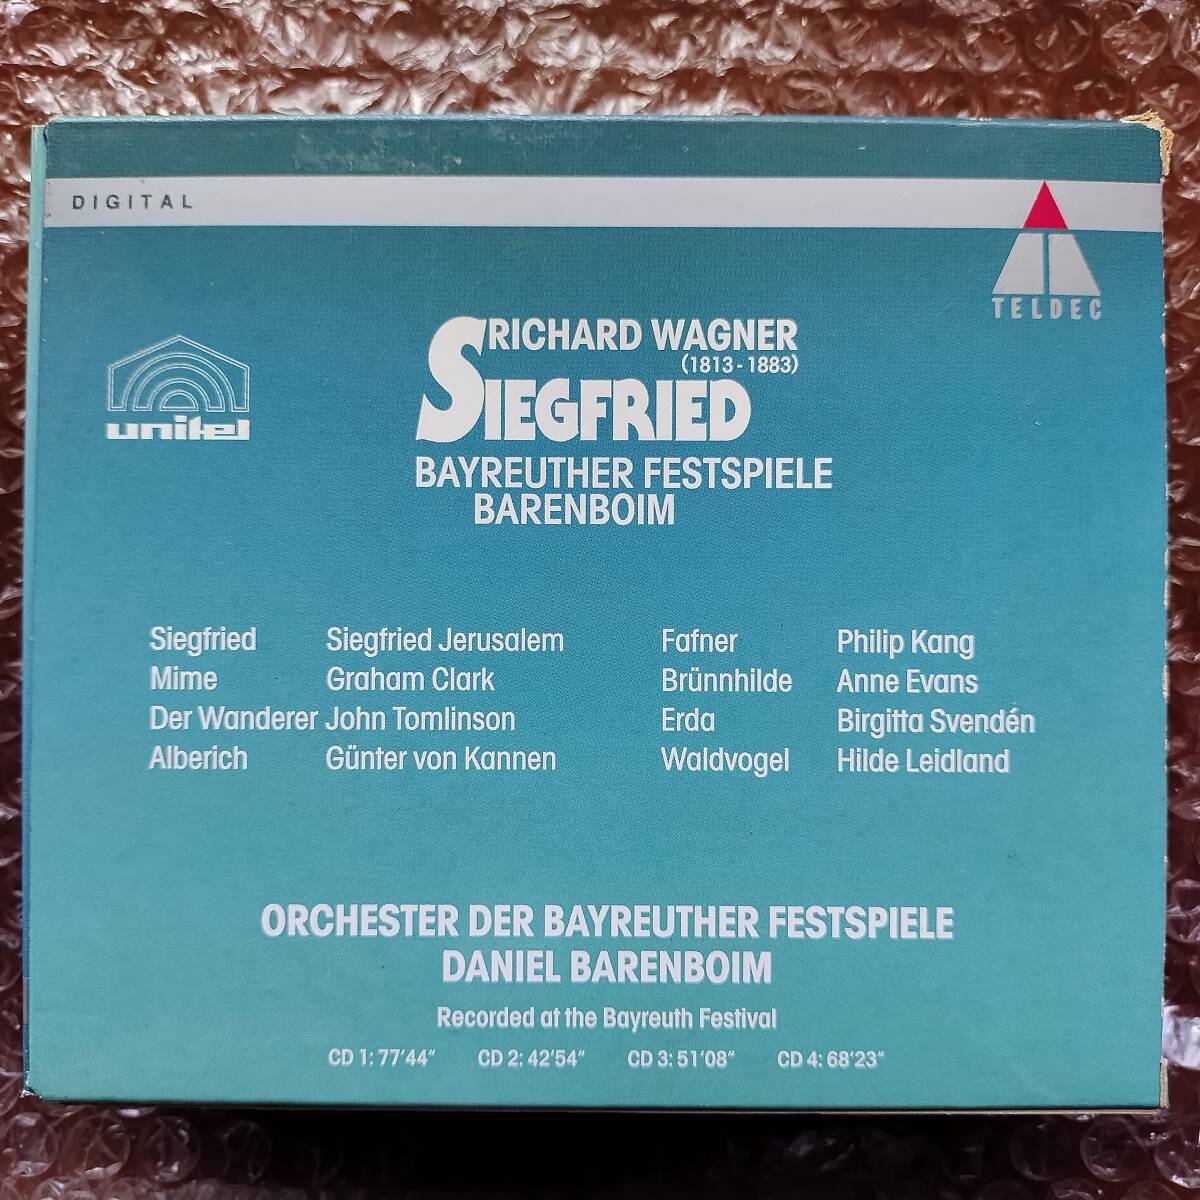 DIGITAL
TELDEC
unitel
RICHARD WAGNER
(1813 - 1883)
SIEGFRIED
BAYREUTHER FESTSPIELE
BARENBOIM
Siegfried Siegfried Jerusalem Fafner Philip Kang
Mime Graham Clark Brünnhilde Anne Evans
Der Wanderer John Tomlinson Erda Birgitta Svendén
Alberich Günter von Kannen Waldvogel Hilde Leidland
ORCHESTER DER BAYREUTHER FESTSPIELE
DANIEL BARENBOIM
Recorded at the Bayreuth Festival
CD 1: 77'44“ CD 2: 42'54“ CD 3: 51'08“ CD 4: 68'23“